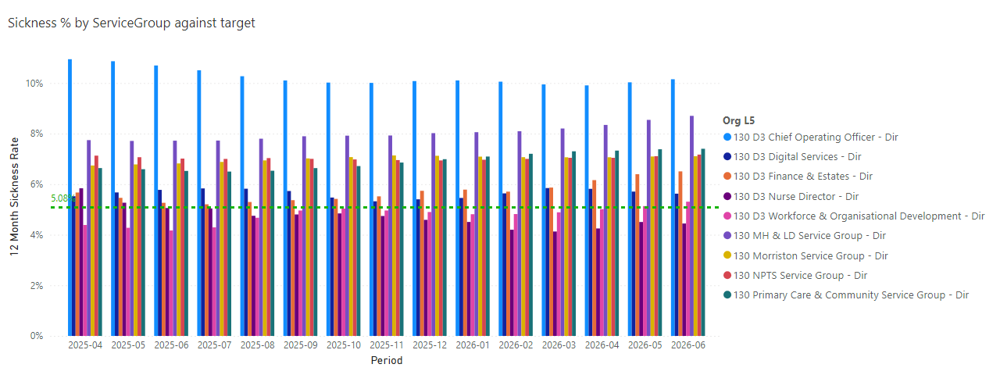 Sickness % by ServiceGroup against target
12 Month Sickness Rate
10%
8%
6%
4%
2%
0%
5.08%
2025-04 2025-05 2025-06 2025-07 2025-08 2025-09 2025-10 2025-11 2025-12 2026-01 2026-02 2026-03 2026-04 2026-05 2026-06
Period
Org L5
130 D3 Chief Operating Officer - Dir
130 D3 Digital Services - Dir
130 D3 Finance & Estates - Dir
130 D3 Nurse Director - Dir
130 D3 Workforce & Organisational Development - Dir
130 MH & LD Service Group - Dir
130 Morriston Service Group - Dir
130 NPTS Service Group - Dir
130 Primary Care & Community Service Group - Dir